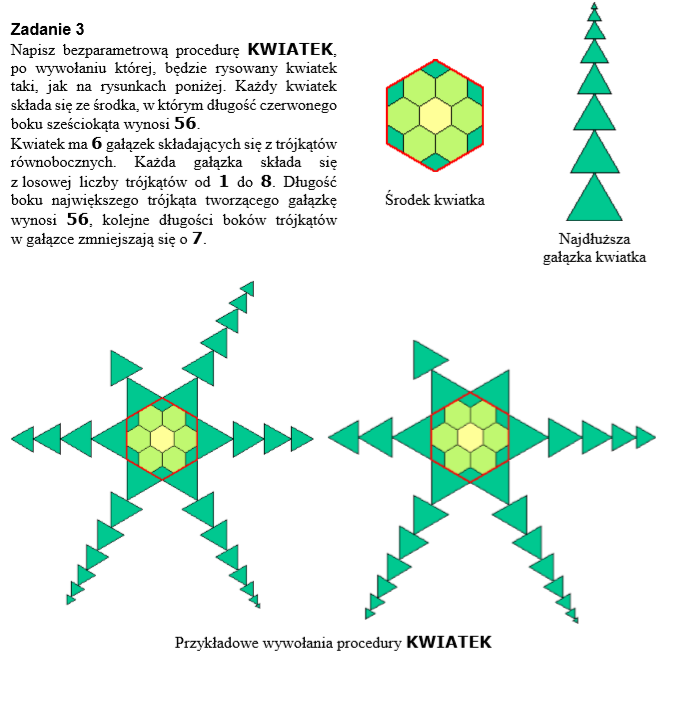 Zadanie 3
Napisz bezparametrową procedurę KWIATEK,
po wywołaniu której, będzie rysowany kwiatek
taki, jak na rysunkach poniżej. Każdy kwiatek
składa się ze środka, w którym długość czerwonego
boku sześciokąta wynosi 56.
Kwiatek ma 6 gałązek składających się z trójkątów
równobocznych. Każda gałązka składa się
z losowej liczby trójkątów od 1 do 8. Długość
boku największego trójkąta tworzącego gałązkę
wynosi 56, kolejne długości boków trójkątów
w gałązce zmniejszają się o 7.
Środek kwiatka
Najdłuższa
gałązka kwiatka
Przykładowe wywołania procedury KWIATEK